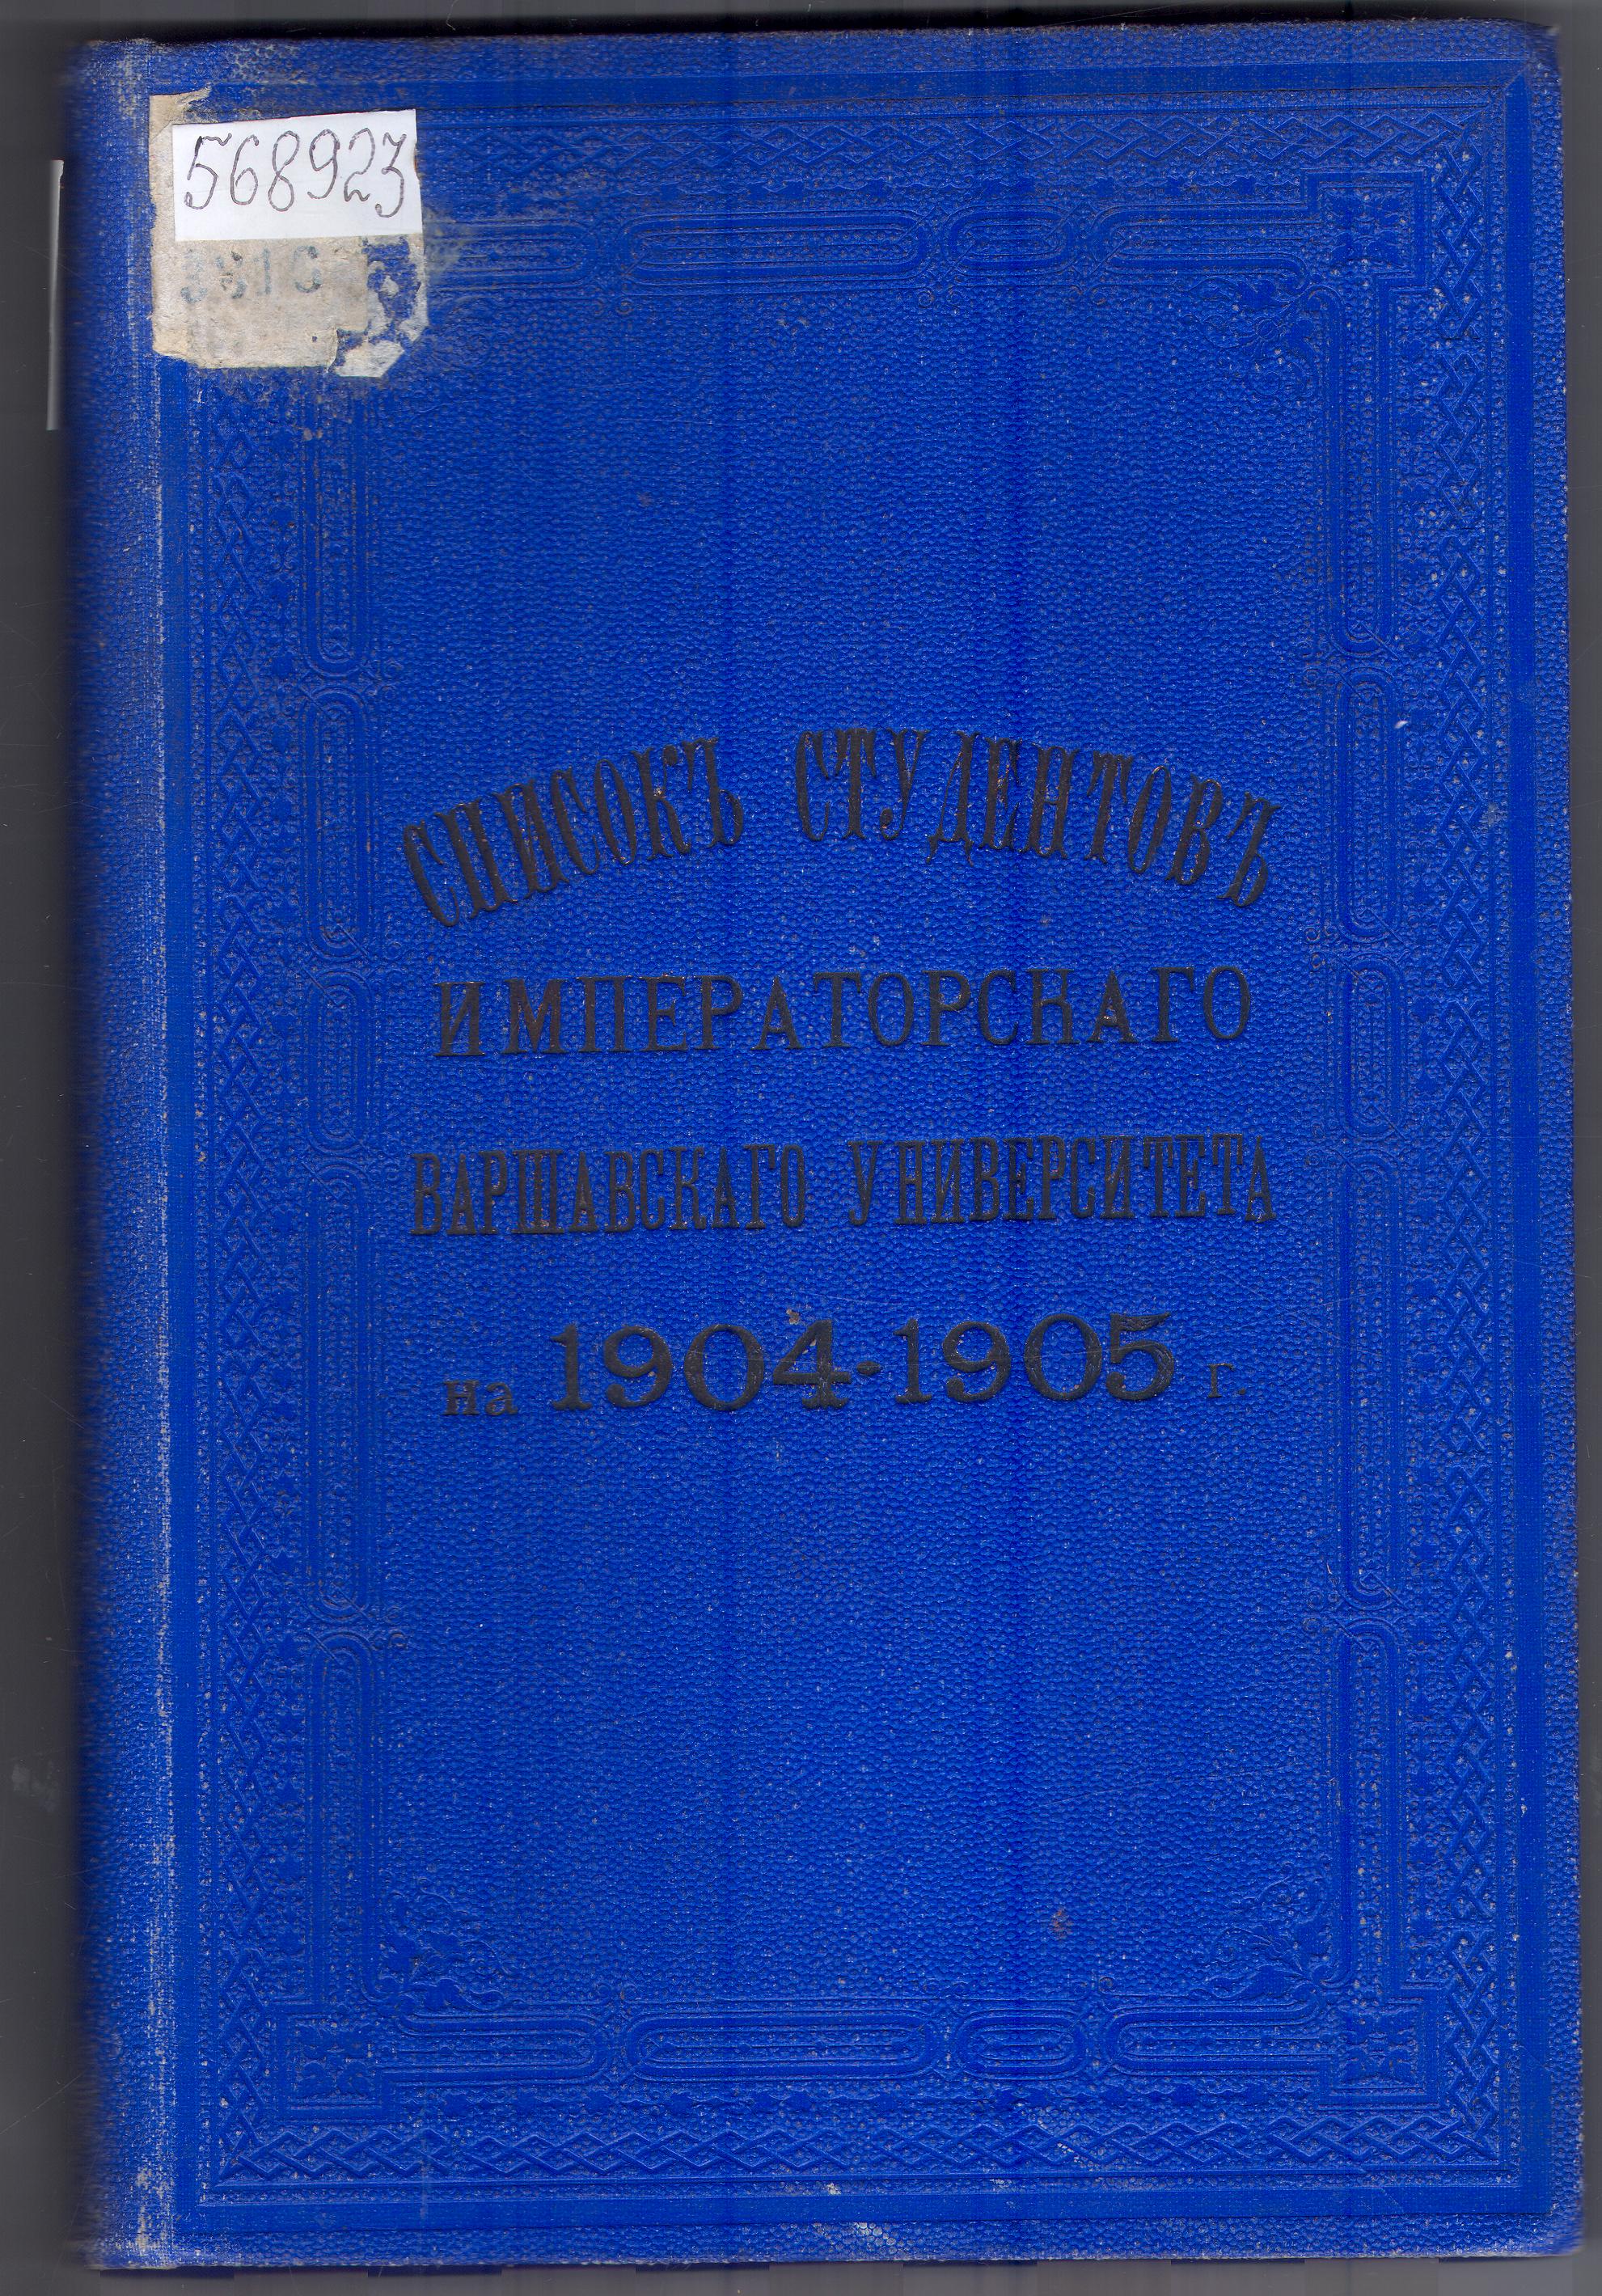 568923
СПИСОКЪ СТУДЕНТОВЪ
ИМПЕРАТОРСКАГО
ВАРШАВСКАГО УНИВЕРСИТЕТА
на 1904-1905 г.